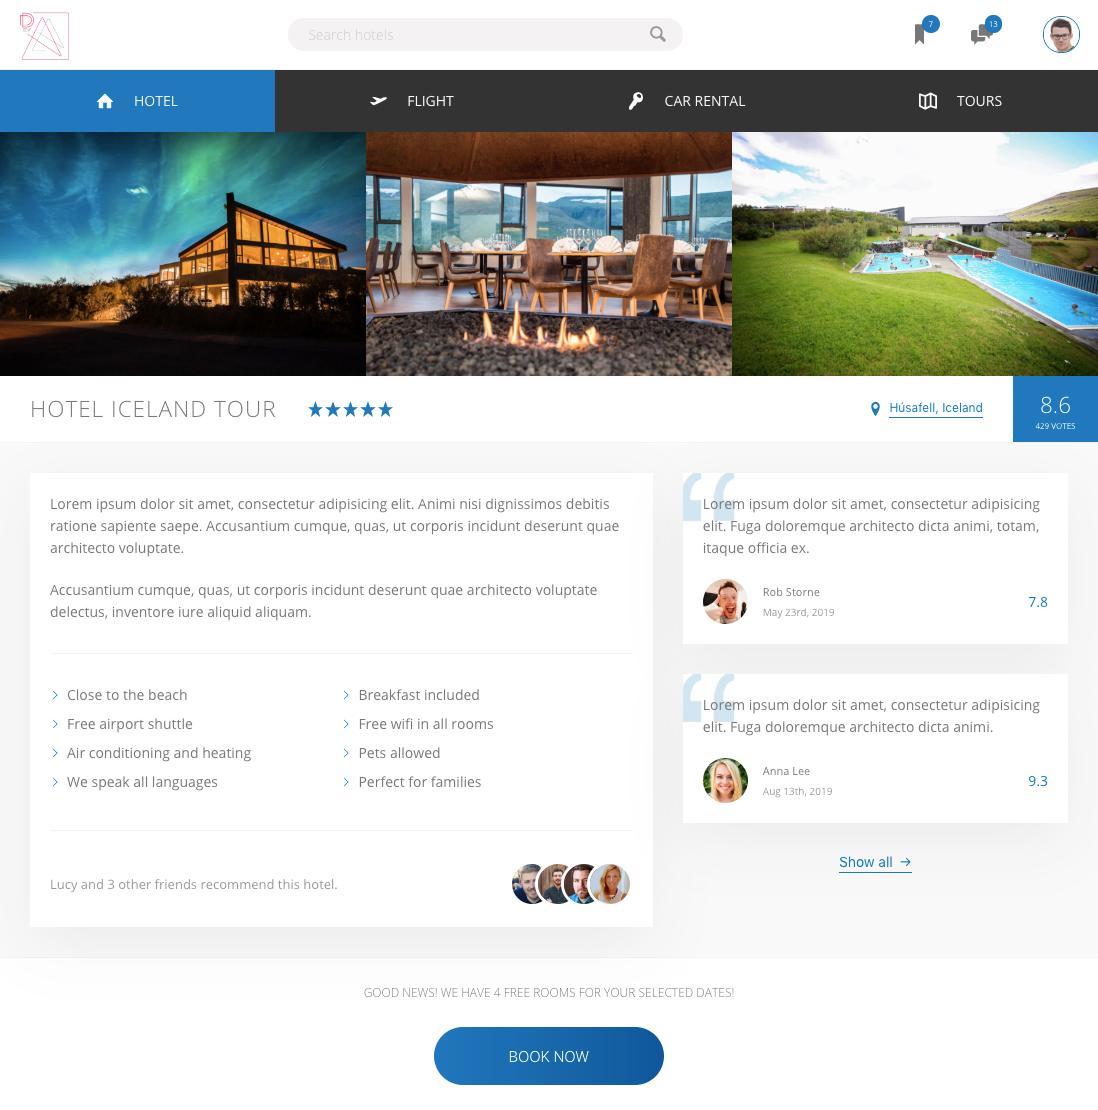 Search hotels
7
13
HOTEL
FLIGHT
CAR RENTAL
TOURS
HOTEL ICELAND TOUR
Húsafell, Iceland
8.6
429 VOTES
Lorem ipsum dolor sit amet, consectetur adipisicing elit. Animi nisi dignissimos debitis
ratione sapiente saepe. Accusantium cumque, quas, ut corporis incidunt deserunt quae
architecto voluptate.
Accusantium cumque, quas, ut corporis incidunt deserunt quae architecto voluptate
delectus, inventore iure aliquid aliquam.
Close to the beach
Free airport shuttle
Air conditioning and heating
We speak all languages
Breakfast included
Free wifi in all rooms
Pets allowed
Perfect for families
Lucy and 3 other friends recommend this hotel.
“
Lorem ipsum dolor sit amet, consectetur adipisicing
elit. Fuga doloremque architecto dicta animi, totam,
itaque officia ex.
Rob Storne
May 23rd, 2019
7.8
“
Lorem ipsum dolor sit amet, consectetur adipisicing
elit. Fuga doloremque architecto dicta animi.
Anna Lee
Aug 13th, 2019
9.3
Show all →
GOOD NEWS! WE HAVE 4 FREE ROOMS FOR YOUR SELECTED DATES!
BOOK NOW